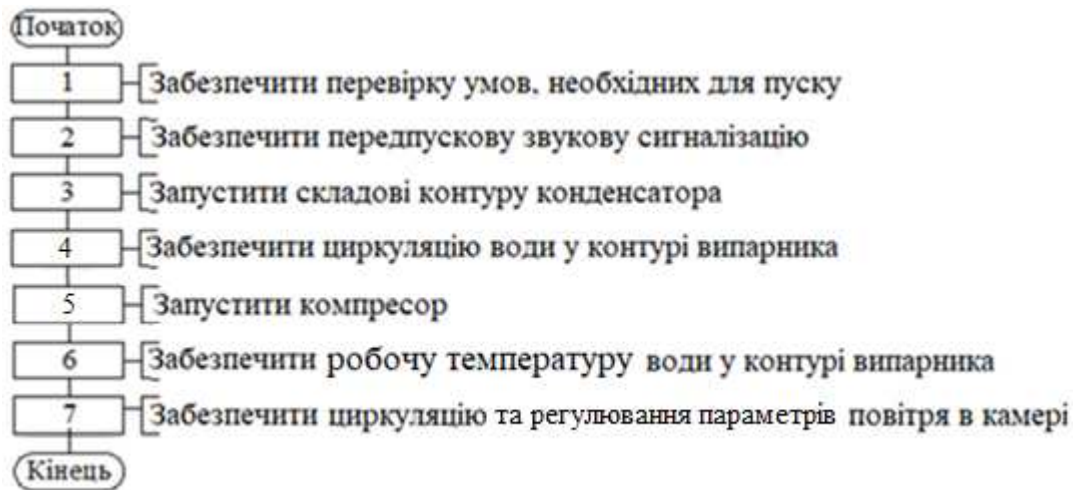 Початок
1 Забезпечити перевірку умов, необхідних для пуску
2 Забезпечити передпускову звукову сигналізацію
3 Запустити складові контуру конденсатора
4 Забезпечити циркуляцію води у контурі випарника
5 Запустити компресор
6 Забезпечити робочу температуру води у контурі випарника
7 Забезпечити циркуляцію та регулювання параметрів повітря в камері
Кінець